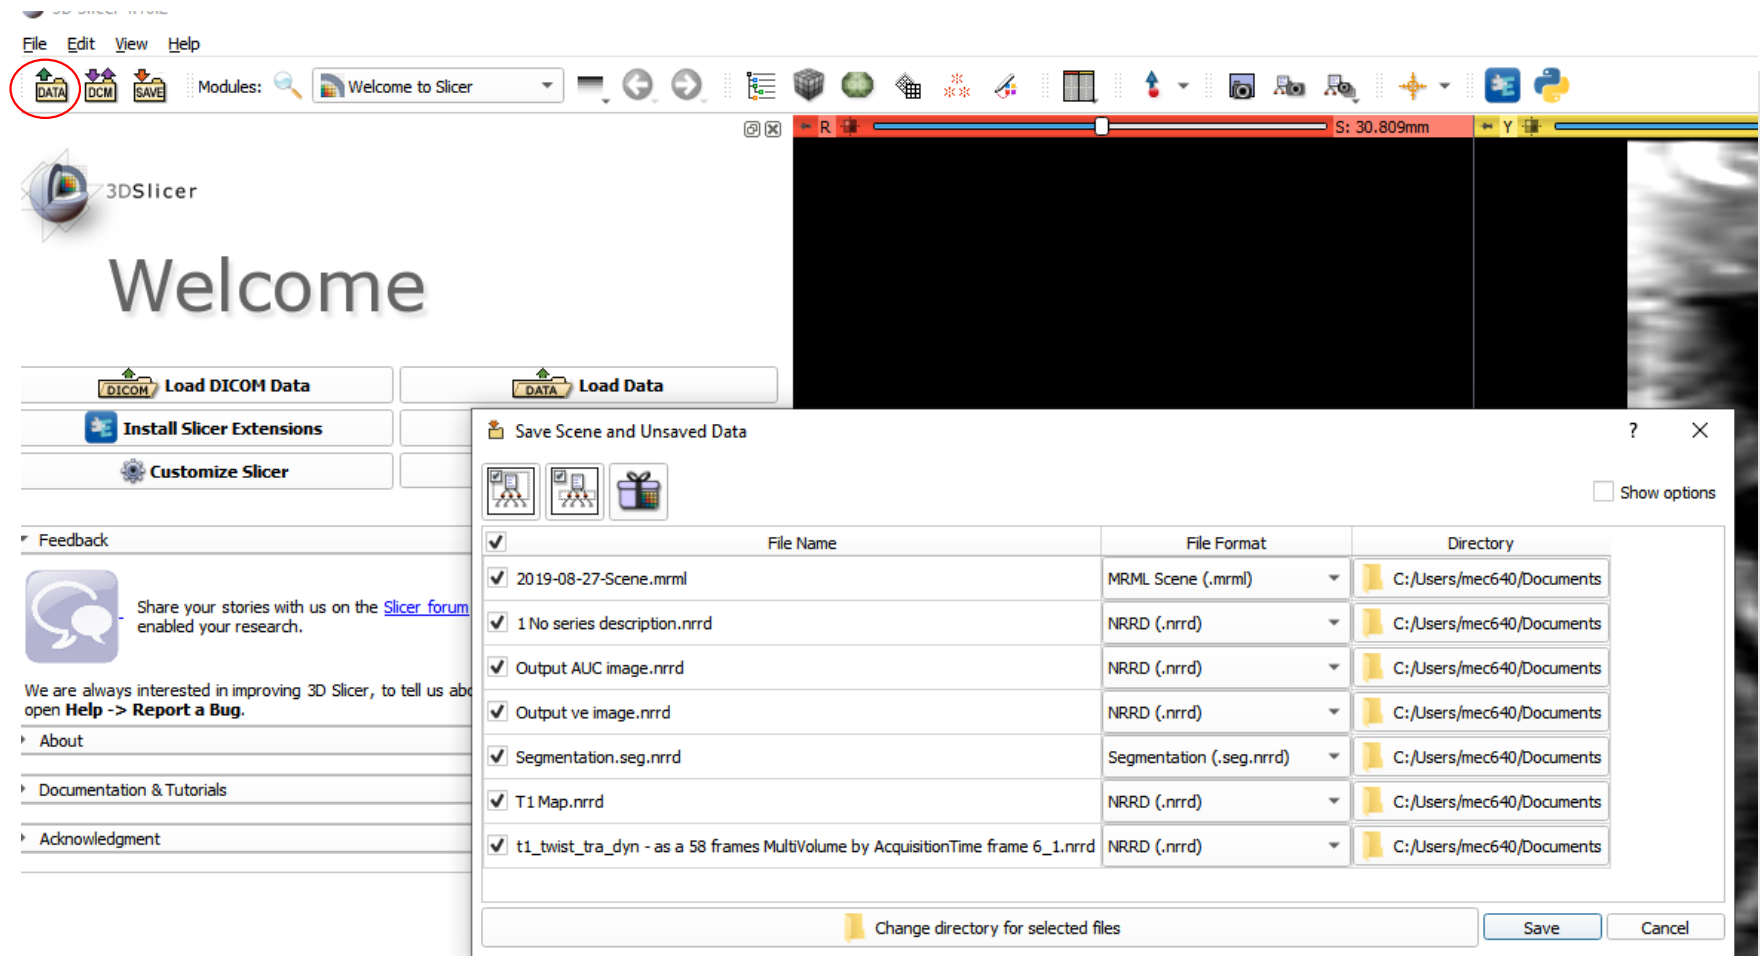 File Edit View Help
DATA DCM SAVE Modules: Welcome to Slicer
R S: 30.809mm Y
3DSlicer
Welcome
DICOM Load DICOM Data DATA Load Data
Install Slicer Extensions
Customize Slicer
Feedback
Share your stories with us on the Slicer forum
enabled your research.
We are always interested in improving 3D Slicer, to tell us
open Help -> Report a Bug.
About
Documentation & Tutorials
Acknowledgment
Save Scene and Unsaved Data ?
Show options
File Name File Format Directory
2019-08-27-Scene.mrml MRML Scene (.mrml) C:/Users/mec640/Documents
1 No series description.nrrd NRRD (.nrrd) C:/Users/mec640/Documents
Output AUC image.nrrd NRRD (.nrrd) C:/Users/mec640/Documents
Output ve image.nrrd NRRD (.nrrd) C:/Users/mec640/Documents
Segmentation.seg.nrrd Segmentation (.seg.nrrd) C:/Users/mec640/Documents
T1 Map.nrrd NRRD (.nrrd) C:/Users/mec640/Documents
t1_twist_tra_dyn - as a 58 frames MultiVolume by AcquisitionTime frame 6_1.nrrd NRRD (.nrrd) C:/Users/mec640/Documents
Change directory for selected files Save Cancel